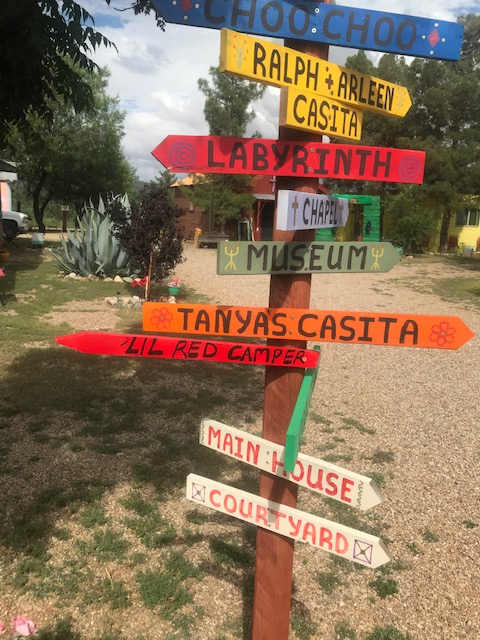 CHOO CHOO
RALPH + ARLEEN
CASITA
LABYRINTH
CHAPEL
MUSEUM
TANYAS CASITA
'LIL RED CAMPER
MAIN HOUSE
COURTYARD